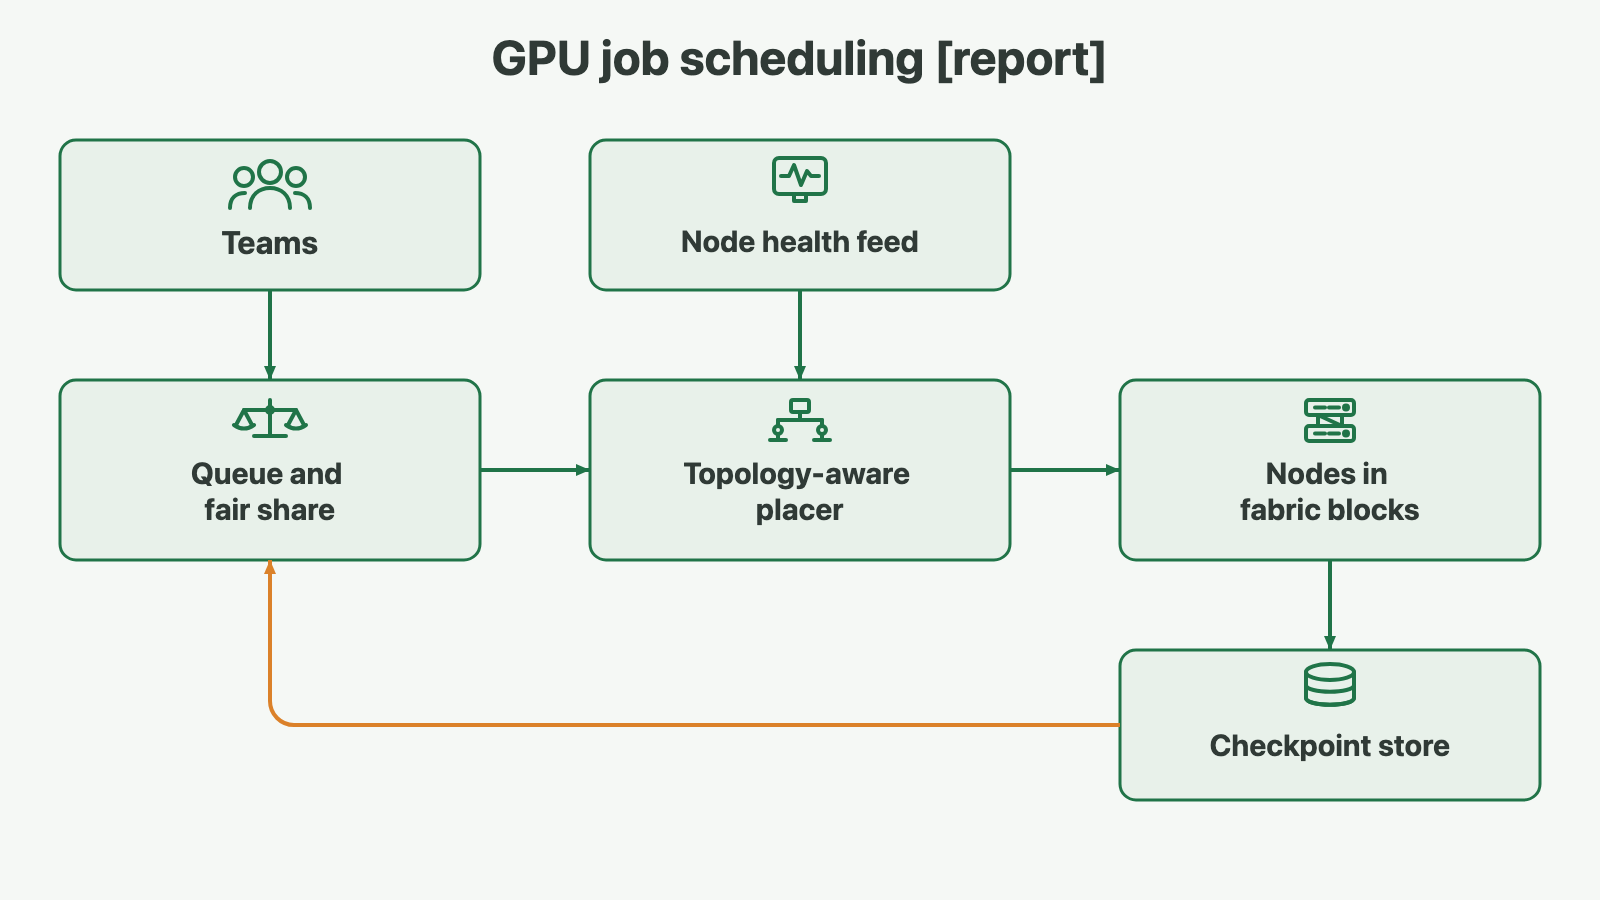 GPU job scheduling [report]
Teams
Node health feed
Queue and
fair share
Topology-aware
placer
Nodes in
fabric blocks
Checkpoint store